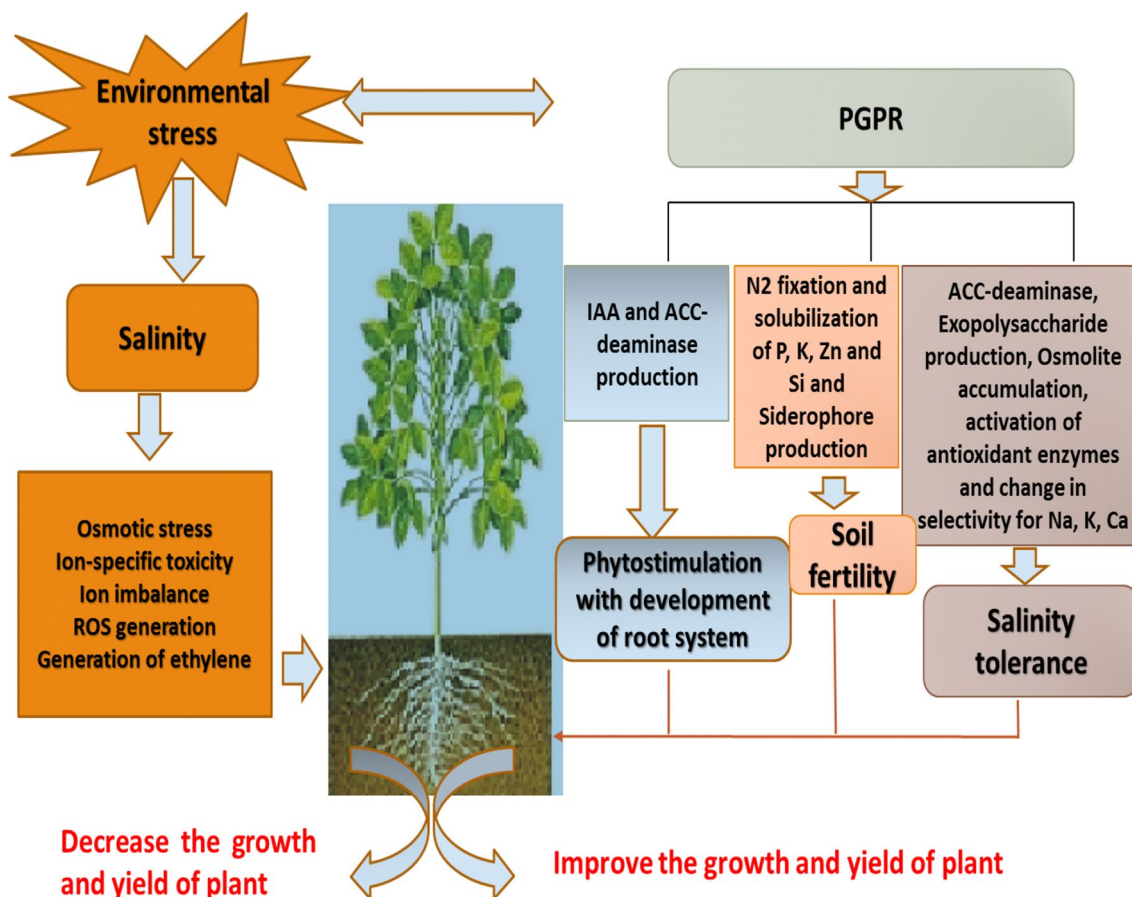 Environmental
stress
PGPR
Salinity
Osmotic stress
Ion-specific toxicity
Ion imbalance
ROS generation
Generation of ethylene
IAA and ACC-
deaminase
production
N2 fixation and
solubilization
of P, K, Zn and
Si and
Siderophore
production
ACC-deaminase,
Exopolysaccharide
production, Osmolite
accumulation,
activation of
antioxidant enzymes
and change in
selectivity for Na, K, Ca
Phytostimulation
with development
of root system
Soil
fertility
Salinity
tolerance
Decrease the growth
and yield of plant
Improve the growth and yield of plant